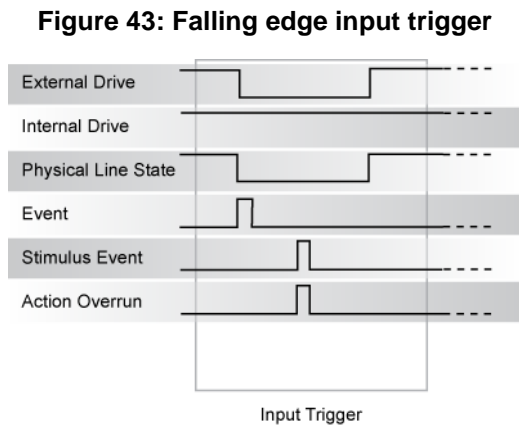 Figure 43: Falling edge input trigger
External Drive
Internal Drive
Physical Line State
Event
Stimulus Event
Action Overrun
Input Trigger